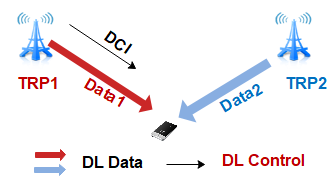 DCI
TRP1
TRP2
Data1
Data2
DL Data
DL Control